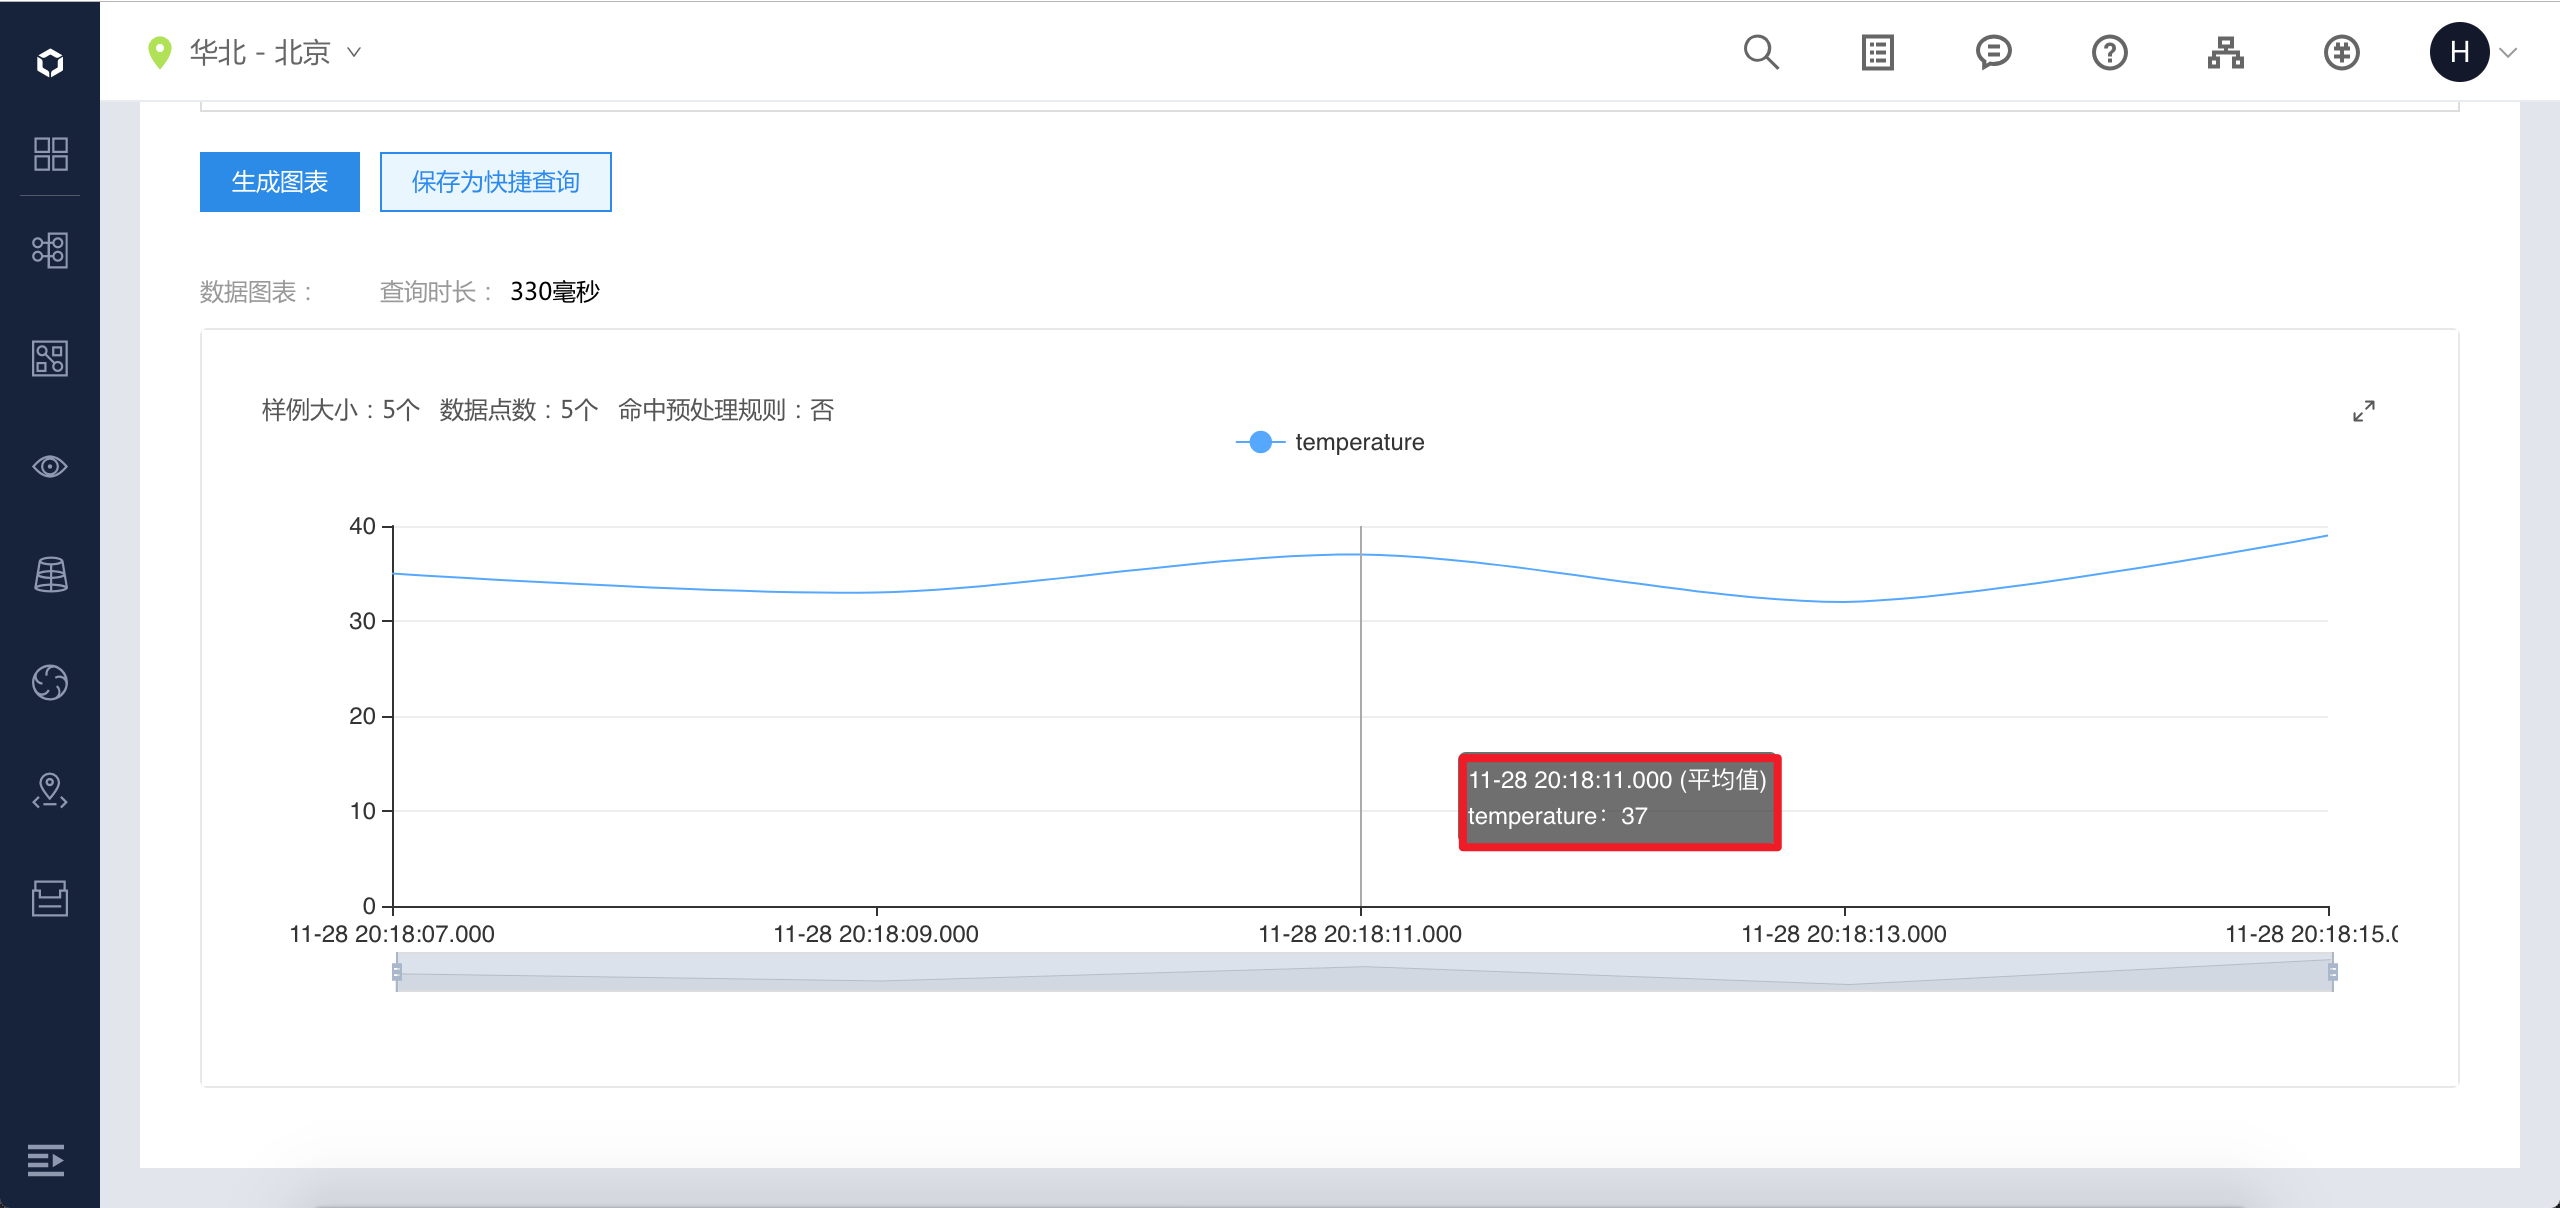 华北 - 北京
H
生成图表
保存为快捷查询
数据图表：
查询时长： 330毫秒
样例大小：5个 数据点数：5个 命中预处理规则：否
temperature
40
30
20
10
0
11-28 20:18:11.000 (平均值)
temperature： 37
11-28 20:18:07.000
11-28 20:18:09.000
11-28 20:18:11.000
11-28 20:18:13.000
11-28 20:18:15.0